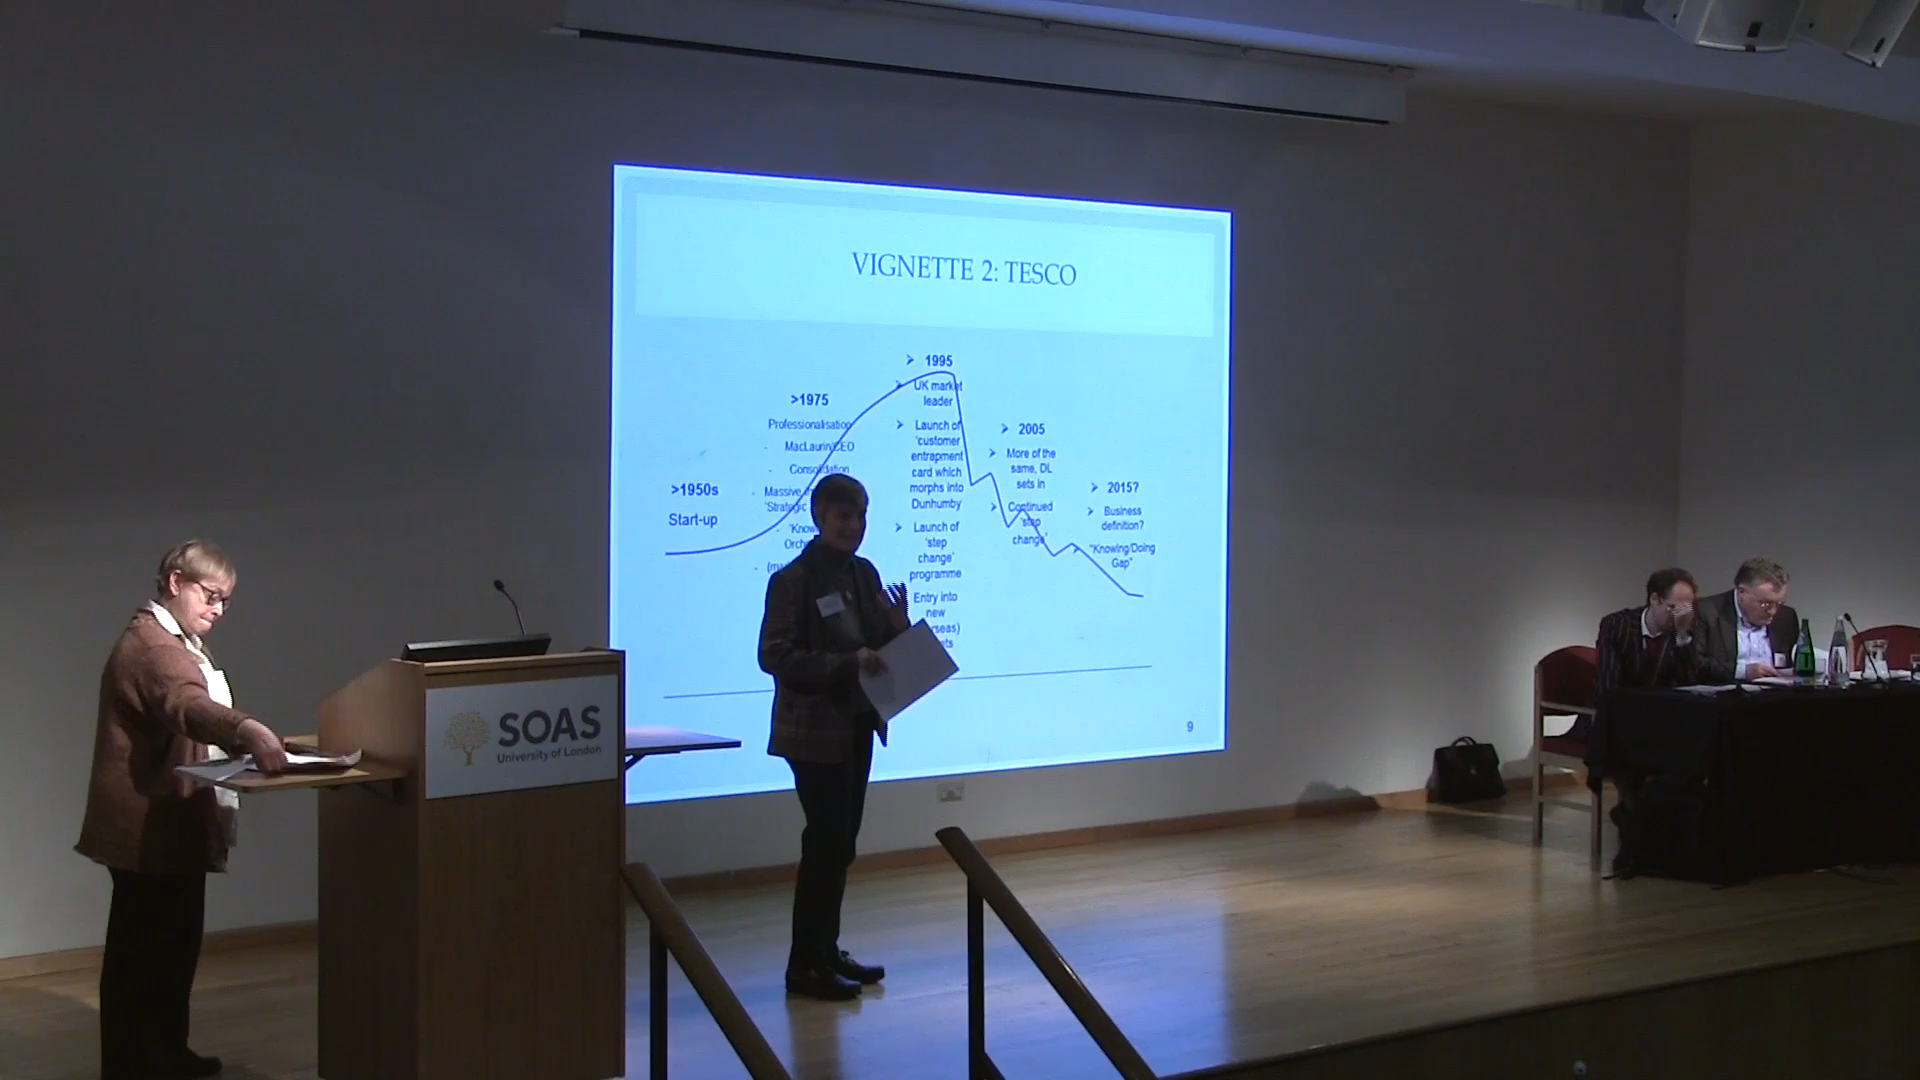 VIGNETTE 2: TESCO
>1950s
Start-up
>1975
Professionalisation
- MacLaurin CEO
- Consolidation
- Massive
'Strategic
-
- 
➢ 1995
➢ UK market
leader
➢ Launch of
'customer
entrapment
card which
morphs into
Dunhumby
➢ Launch of
'step
change'
programme
Entry into
new
➢ 2005
➢ More of the
same, DL
sets in
➢ Continued
'step
change'
➢ 2015?
➢ Business
definition?
➢ "Knowing/Doing
Gap"
9
SOAS
University of London